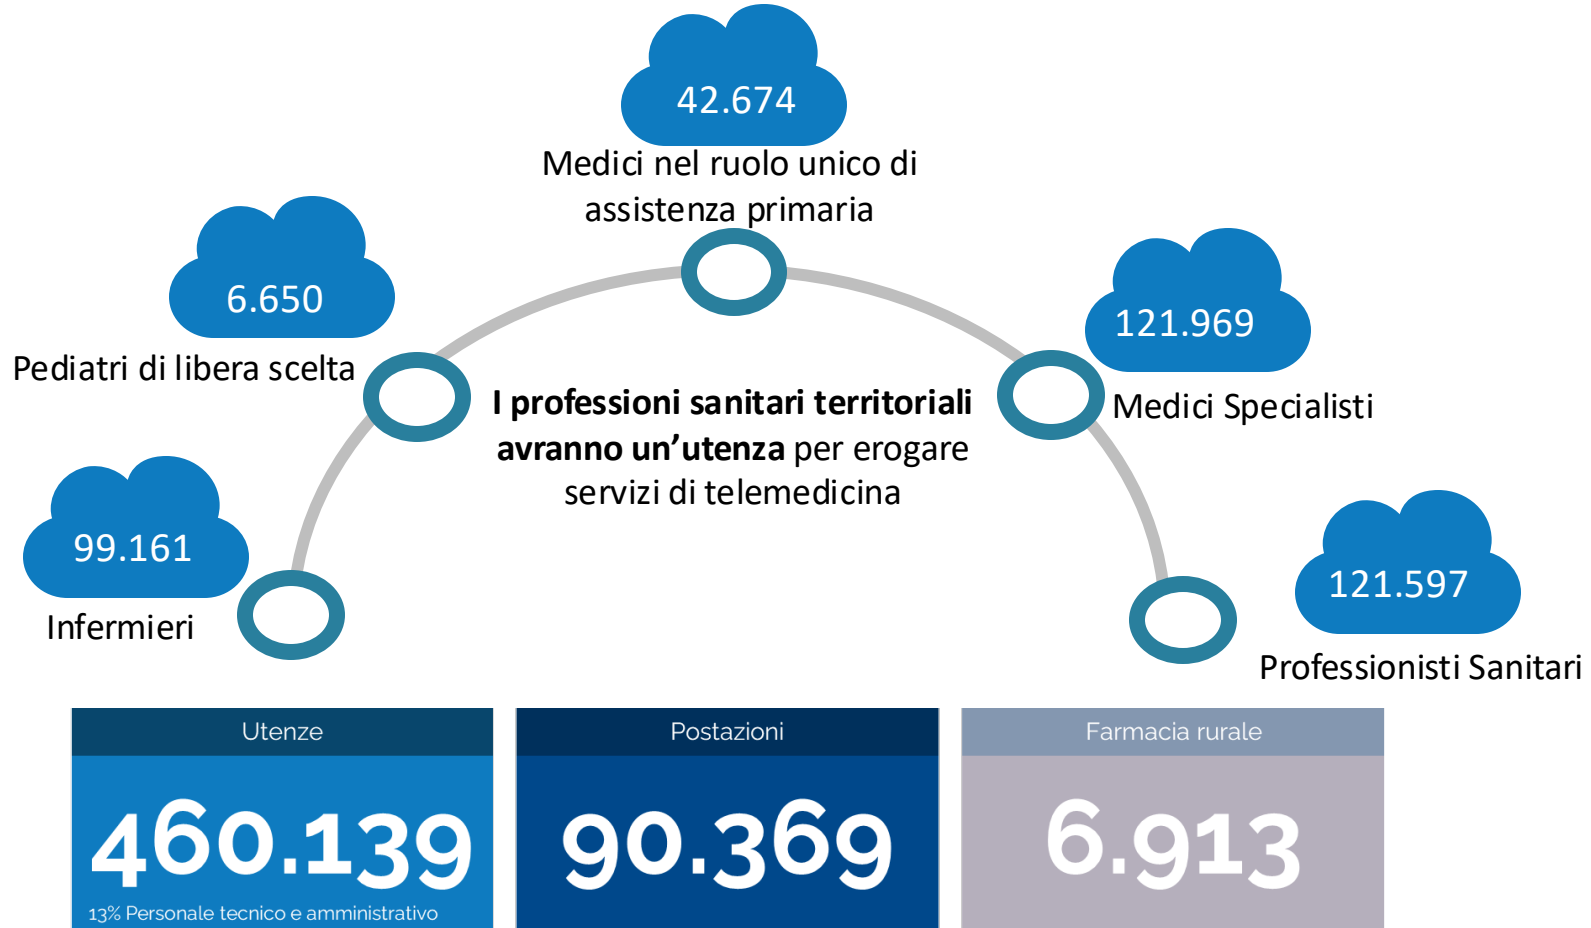 42.674
Medici nel ruolo unico di
assistenza primaria
6.650
Pediatri di libera scelta
121.969
Medici Specialisti
I professioni sanitari territoriali
avranno un’utenza per erogare
servizi di telemedicina
99.161
Infermieri
121.597
Professionisti Sanitari
Utenze
460.139
13% Personale tecnico e amministrativo
Postazioni
90.369
Farmacia rurale
6.913